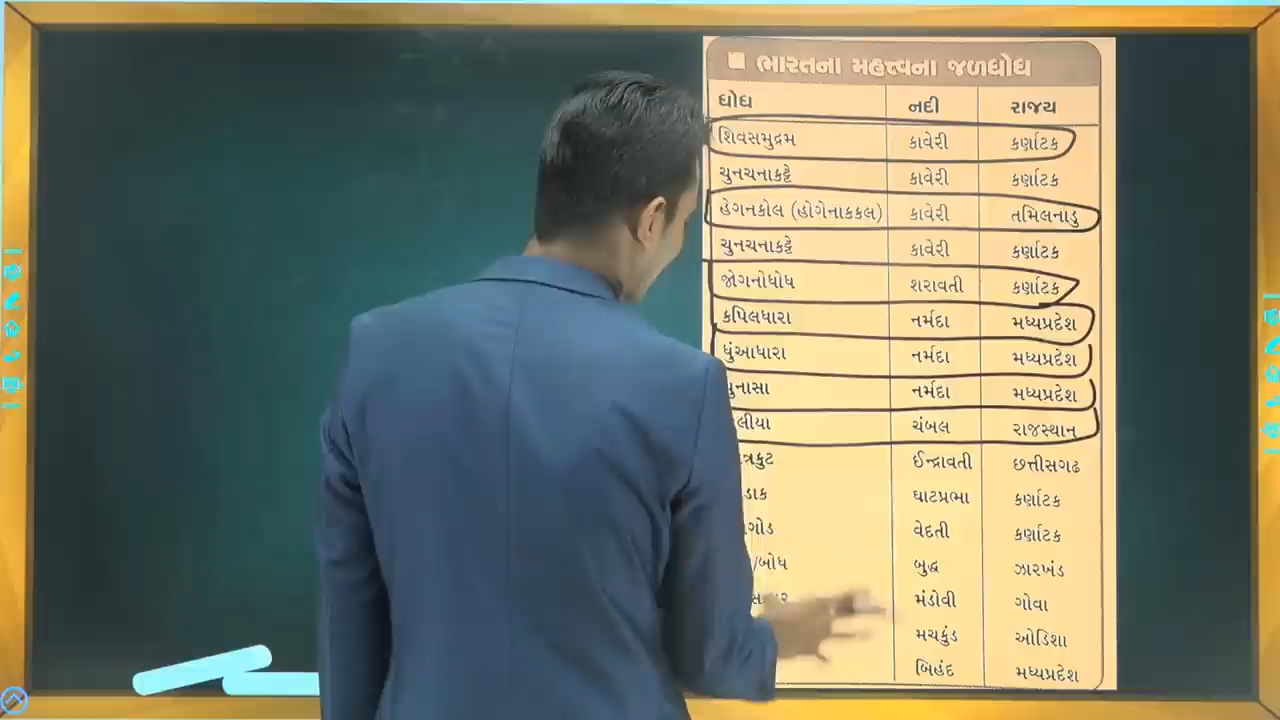 ભારતના મહત્ત્વના જળધોધ
ધોધ નદી રાજ્ય
શિવસમુદ્રમ કાવેરી કર્ણાટક
ચુનચનાકટ્ટે કાવેરી કર્ણાટક
હેગનકોલ (હોગેનાકકલ) કાવેરી તમિલનાડુ
ચુનચનાકટ્ટે કાવેરી કર્ણાટક
જોગનોધોધ શરાવતી કર્ણાટક
કપિલધારા નર્મદા મધ્યપ્રદેશ
ધુંઆધારા નર્મદા મધ્યપ્રદેશ
નર્મદા મધ્યપ્રદેશ
ચંબલ રાજસ્થાન
ઈન્દ્રાવતી છત્તીસગઢ
ઘાટપ્રભા કર્ણાટક
વેદતી કર્ણાટક
બુદ્ધ ઝારખંડ
મંડોવી ગોવા
મચકુંડ ઓડિશા
બિહંદ મધ્યપ્રદેશ